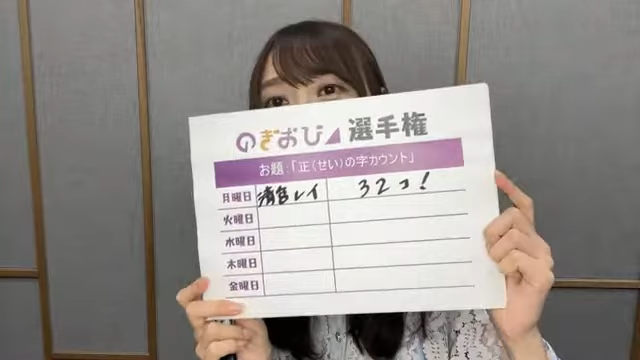 のぎおび 選手権
お題:「正(せい)の字カウント」
月曜日 清宮レイ 32コ!
火曜日
水曜日
木曜日
金曜日